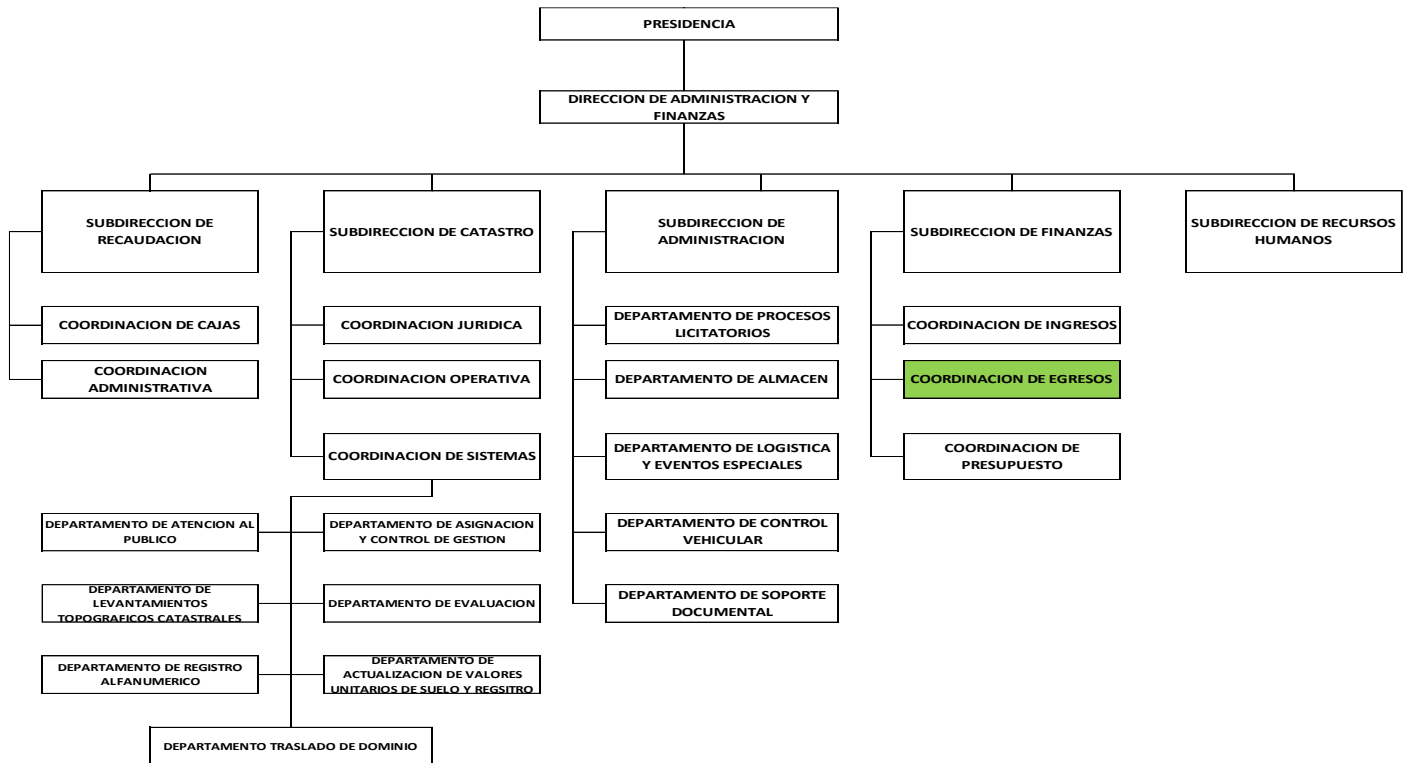 PRESIDENCIA
DIRECCION DE ADMINISTRACION Y
FINANZAS
SUBDIRECCION DE
RECAUDACION
SUBDIRECCION DE CATASTRO
SUBDIRECCION DE
ADMINISTRACION
SUBDIRECCION DE FINANZAS
SUBDIRECCION DE RECURSOS
HUMANOS
COORDINACION DE CAJAS
COORDINACION JURIDICA
DEPARTAMENTO DE PROCESOS
LICITATORIOS
COORDINACION DE INGRESOS
COORDINACION
ADMINISTRATIVA
COORDINACION OPERATIVA
DEPARTAMENTO DE ALMACEN
COORDINACION DE EGRESOS
COORDINACION DE SISTEMAS
DEPARTAMENTO DE LOGISTICA
Y EVENTOS ESPECIALES
COORDINACION DE
PRESUPUESTO
DEPARTAMENTO DE ATENCION AL
PUBLICO
DEPARTAMENTO DE ASIGNACION
Y CONTROL DE GESTION
DEPARTAMENTO DE CONTROL
VEHICULAR
DEPARTAMENTO DE
LEVANTAMIENTOS
TOPOGRAFICOS CATASTRALES
DEPARTAMENTO DE EVALUACION
DEPARTAMENTO DE SOPORTE
DOCUMENTAL
DEPARTAMENTO DE REGISTRO
ALFANUMERICO
DEPARTAMENTO DE
ACTUALIZACION DE VALORES
UNITARIOS DE SUELO Y REGSITRO
DEPARTAMENTO TRASLADO DE DOMINIO